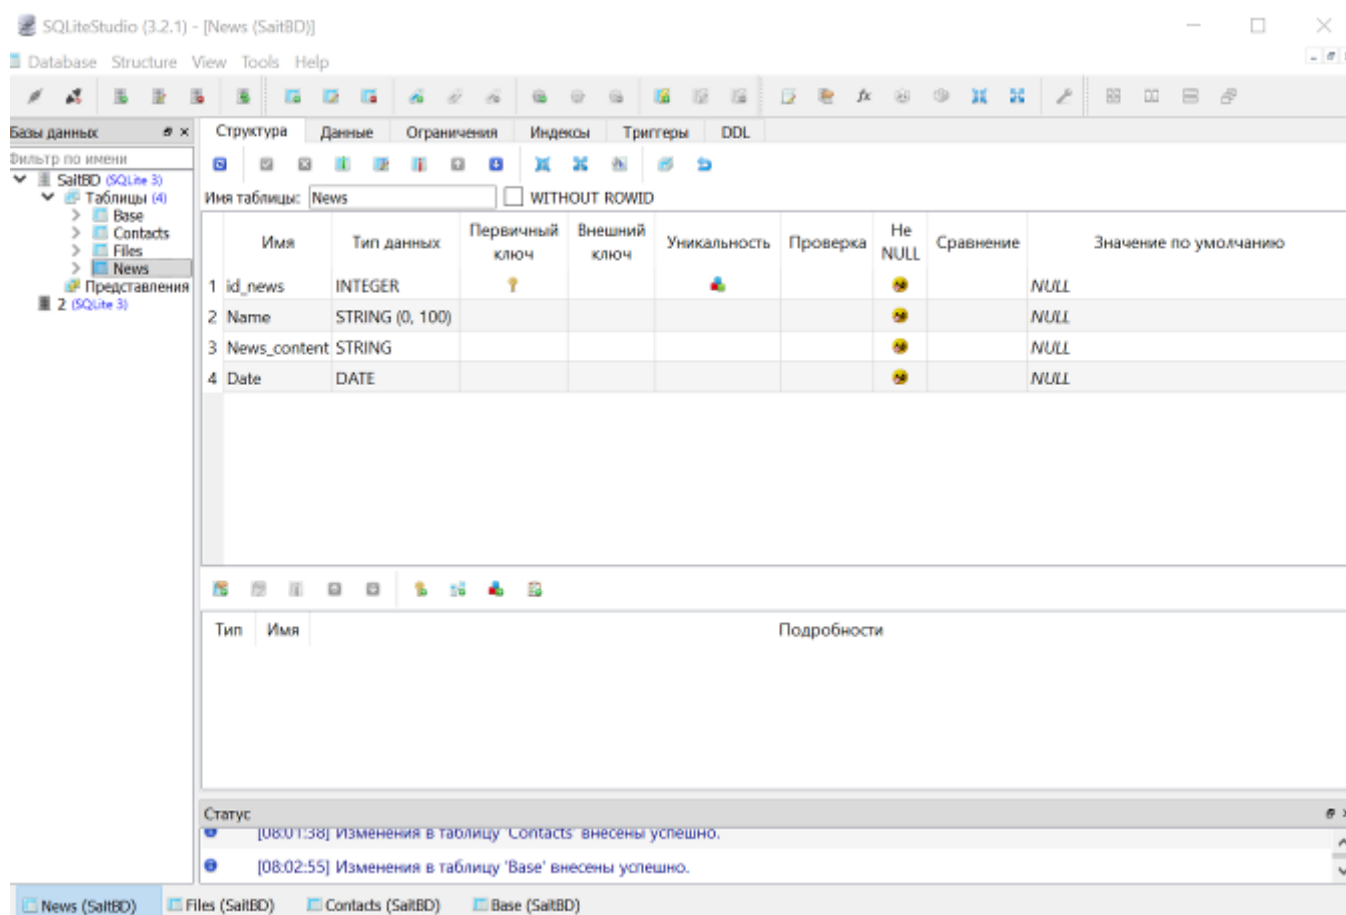 SQLiteStudio (3.2.1) - [News (SaitBD)]
Database Structure View Tools Help
Базы данных
Фильтр по имени
SaitBD (SQLite 3)
Таблицы (4)
Base
Contacts
Files
News
Представления
2 (SQLite 3)
Структура Данные Ограничения Индексы Триггеры DDL
Имя таблицы: News WITHOUT ROWID
Имя Тип данных Первичный ключ Внешний ключ Уникальность Проверка Не NULL Сравнение Значение по умолчанию
1 id_news INTEGER NULL
2 Name STRING (0, 100) NULL
3 News_content STRING NULL
4 Date DATE NULL
Тип Имя Подробности
Статус
[08:01:38] Изменения в таблицу 'Contacts' внесены успешно.
[08:02:55] Изменения в таблицу 'Base' внесены успешно.
News (SaitBD) Files (SaitBD) Contacts (SaitBD) Base (SaitBD)